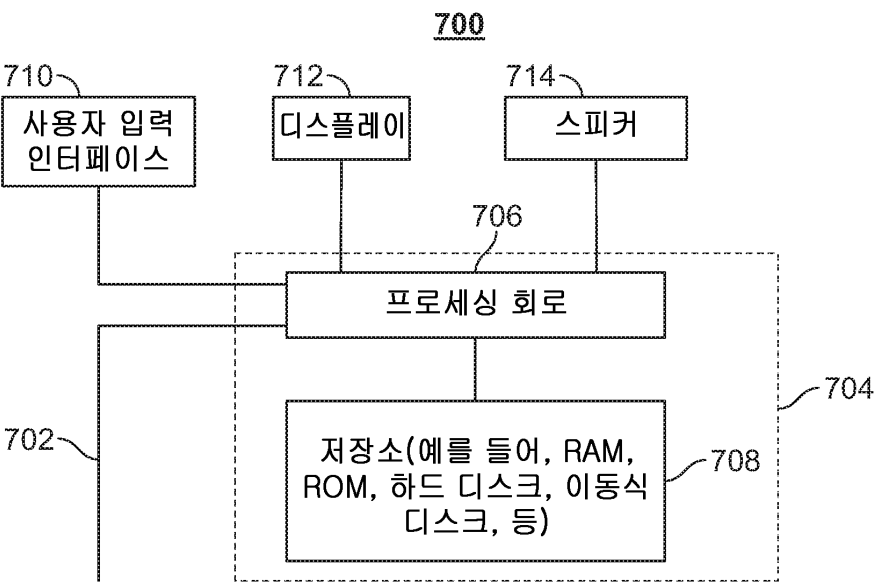 700
710
712
714
사용자 입력
인터페이스
디스플레이
스피커
706
프로세싱 회로
704
702
저장소(예를 들어, RAM,
ROM, 하드 디스크, 이동식
디스크, 등)
708